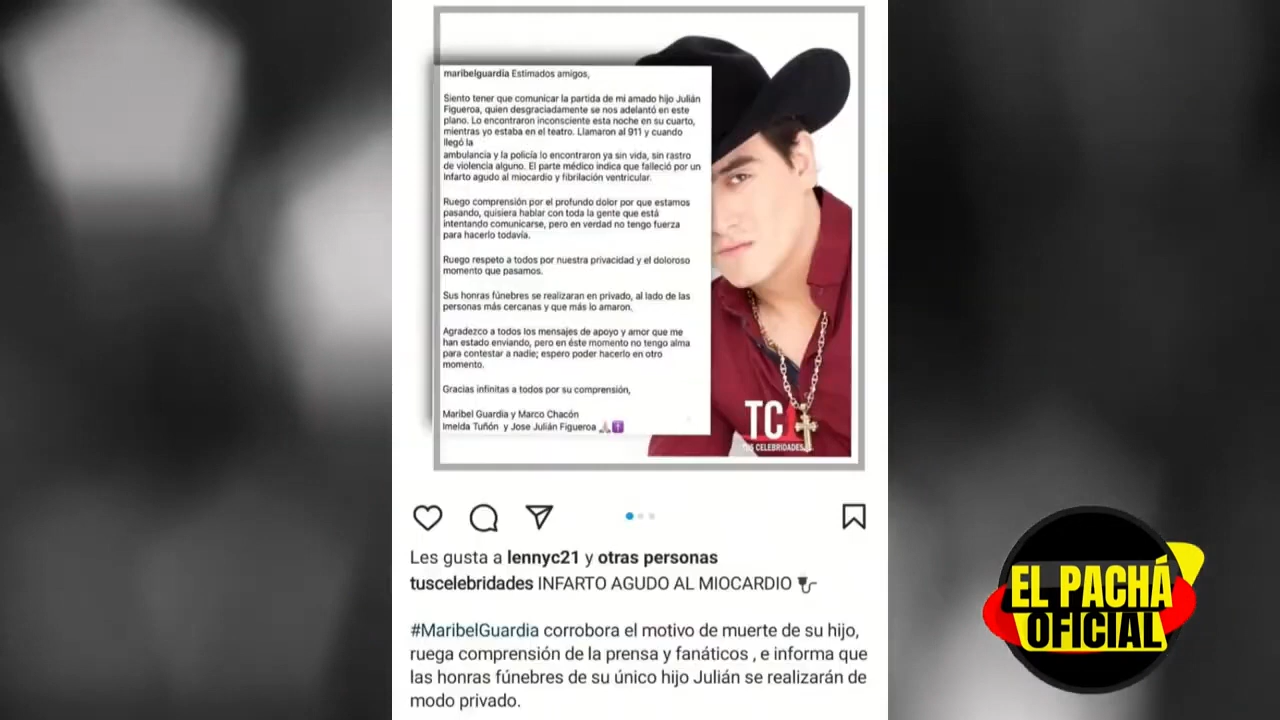 maribelguardia Estimados amigos,
Siento tener que comunicar la partida de mi amado hijo Julián
Figueroa, quien desgraciadamente se nos adelantó en este
plano. Lo encontraron inconsciente esta noche en su cuarto,
mientras yo estaba en el teatro. Llamaron al 911 y cuando
llegó la
ambulancia y la policía lo encontraron ya sin vida, sin rastro
de violencia alguno. El parte médico indica que falleció por un
infarto agudo al miocardio y fibrilación ventricular.
Ruego comprensión por el profundo dolor por que estamos
pasando, quisiera hablar con toda la gente que está
intentando comunicarse, pero en verdad no tengo fuerza
para hacerlo todavía.
Ruego respeto a todos por nuestra privacidad y el doloroso
momento que pasamos.
Sus honras fúnebres se realizaran en privado, al lado de las
personas más cercanas y que más lo amaron.
Agradezco a todos los mensajes de apoyo y amor que me
han estado enviando, pero en éste momento no tengo alma
para contestar a nadie; espero poder hacerlo en otro
momento.
Gracias infinitas a todos por su comprensión,
Maribel Guardia y Marco Chacón
Imelda Tuñón y Jose Julián Figueroa 🙏🏻✝️
TC
TUS CELEBRIDADES
Les gusta a lennyc21 y otras personas
tuscelebridades INFARTO AGUDO AL MIOCARDIO
#MaribelGuardia corrobora el motivo de muerte de su hijo,
ruega comprensión de la prensa y fanáticos , e informa que
las honras fúnebres de su único hijo Julián se realizarán de
modo privado.
EL PACHÁ
OFICIAL